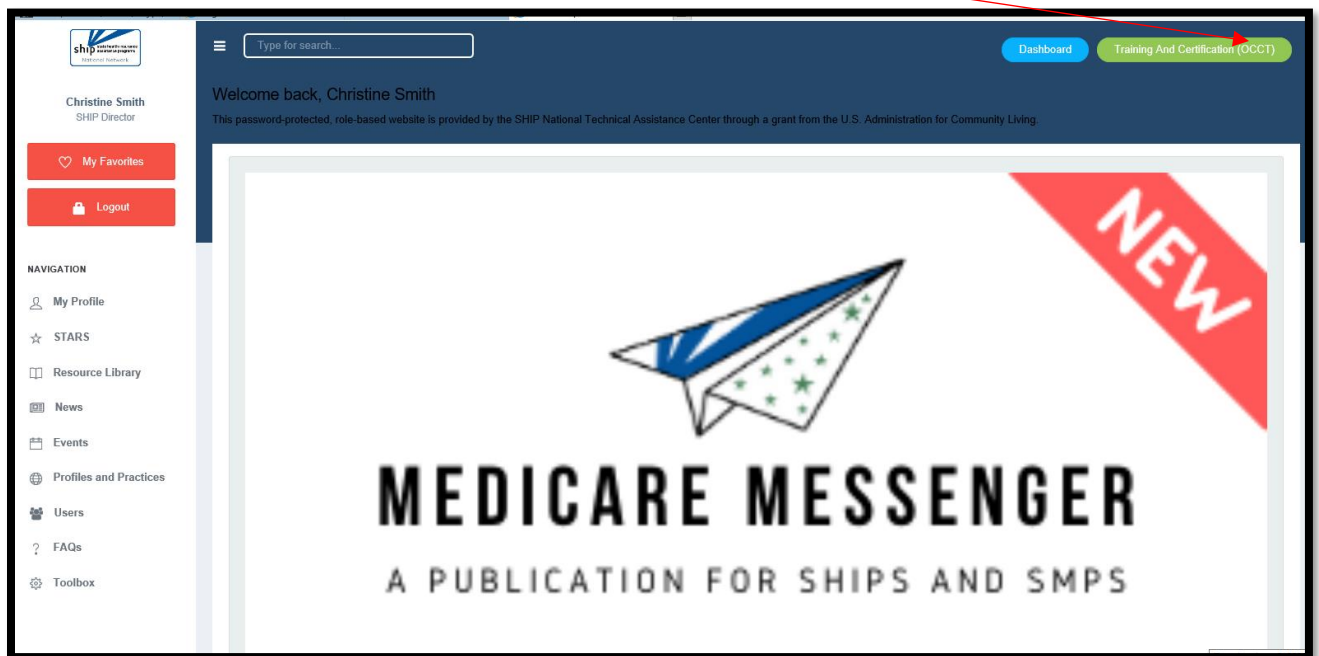 ship
National Network
Type for search...
Dashboard
Training And Certification (OCCT)
Christine Smith
SHIP Director
My Favorites
Logout
NAVIGATION
My Profile
STARS
Resource Library
News
Events
Profiles and Practices
Users
? FAQs
Toolbox
Welcome back, Christine Smith
This password-protected, role-based website is provided by the SHIP National Technical Assistance Center through a grant from the U.S. Administration for Community Living.
NEW
MEDICARE MESSENGER
A PUBLICATION FOR SHIPS AND SMPS